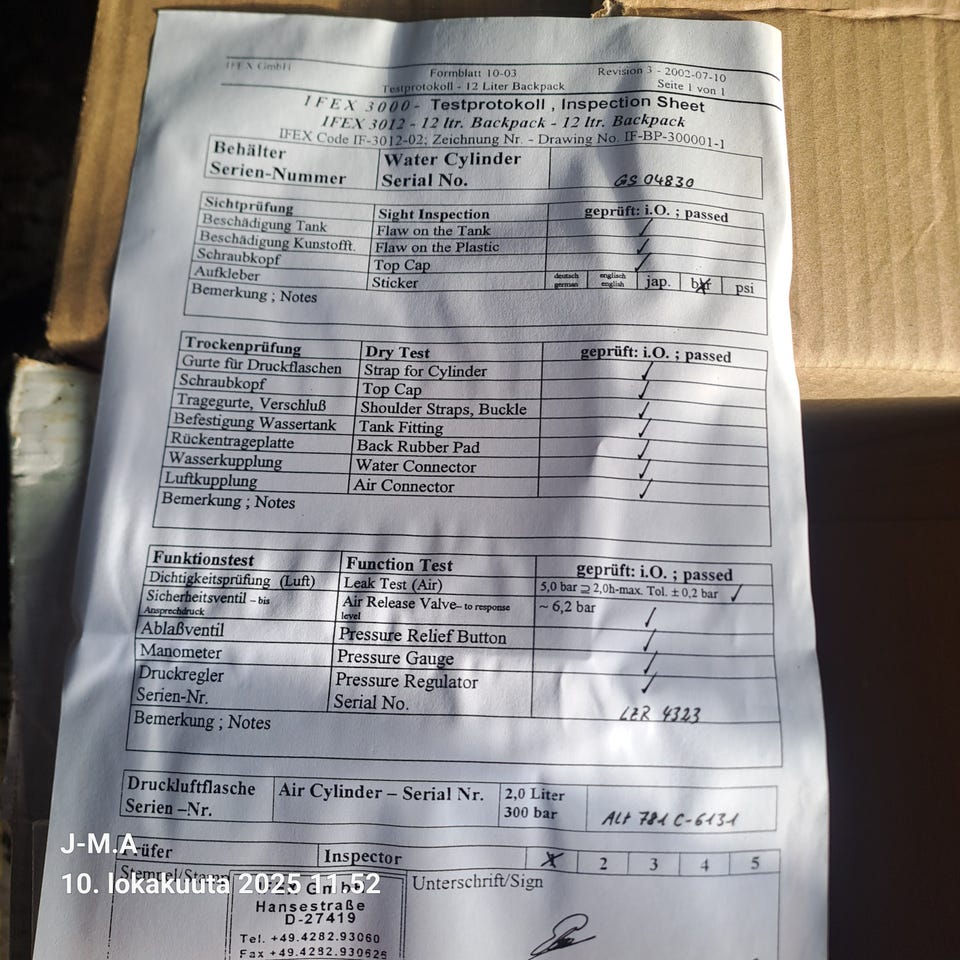 IFEX GmbH Formblatt 10-03 Revision 3 - 2002-07-10
Testprotokoll - 12 Liter Backpack Seite 1 von 1
IFEX 3000 - Testprotokoll , Inspection Sheet
IFEX 3012 - 12 ltr. Backpack - 12 ltr. Backpack
IFEX Code IF-3012-02; Zeichnung Nr. - Drawing No. IF-BP-300001-1
Behälter Water Cylinder
Serien-Nummer Serial No. GS 04830
Sichtprüfung Sight Inspection geprüft: i.O. ; passed
Beschädigung Tank Flaw on the Tank ✓
Beschädigung Kunstofft. Flaw on the Plastic ✓
Schraubkopf Top Cap ✓
Aufkleber Sticker deutsch german englisch english jap. bar psi
Bemerkung ; Notes
Trockenprüfung Dry Test geprüft: i.O. ; passed
Gurte für Druckflaschen Strap for Cylinder ✓
Schraubkopf Top Cap ✓
Tragegurte, Verschluß Shoulder Straps, Buckle ✓
Befestigung Wassertank Tank Fitting ✓
Rückentrageplatte Back Rubber Pad ✓
Wasserkupplung Water Connector ✓
Luftkupplung Air Connector ✓
Bemerkung ; Notes
Funktionstest Function Test geprüft: i.O. ; passed
Dichtigkeitsprüfung (Luft) Leak Test (Air) 5,0 bar ⊇ 2,0h-max. Tol. ± 0,2 bar ✓
Sicherheitsventil – bis Air Release Valve– to response ~ 6,2 bar ✓
Ansprechdruck level
Ablaßventil Pressure Relief Button ✓
Manometer Pressure Gauge ✓
Druckregler Pressure Regulator ✓
Serien-Nr. Serial No. LZR 4323
Bemerkung ; Notes
Druckluftflasche Air Cylinder – Serial Nr. 2,0 Liter
Serien –Nr. 300 bar ALT 781 C-6131
Prüfer Inspector X 2 3 4 5
Stempel/Stamp Unterschrift/Sign
IFEX GmbH
Hansestraße
D-27419
Tel. +49.4282.93060
Fax +49.4282.930625
J-M.A
10. lokakuuta 2025 11.52